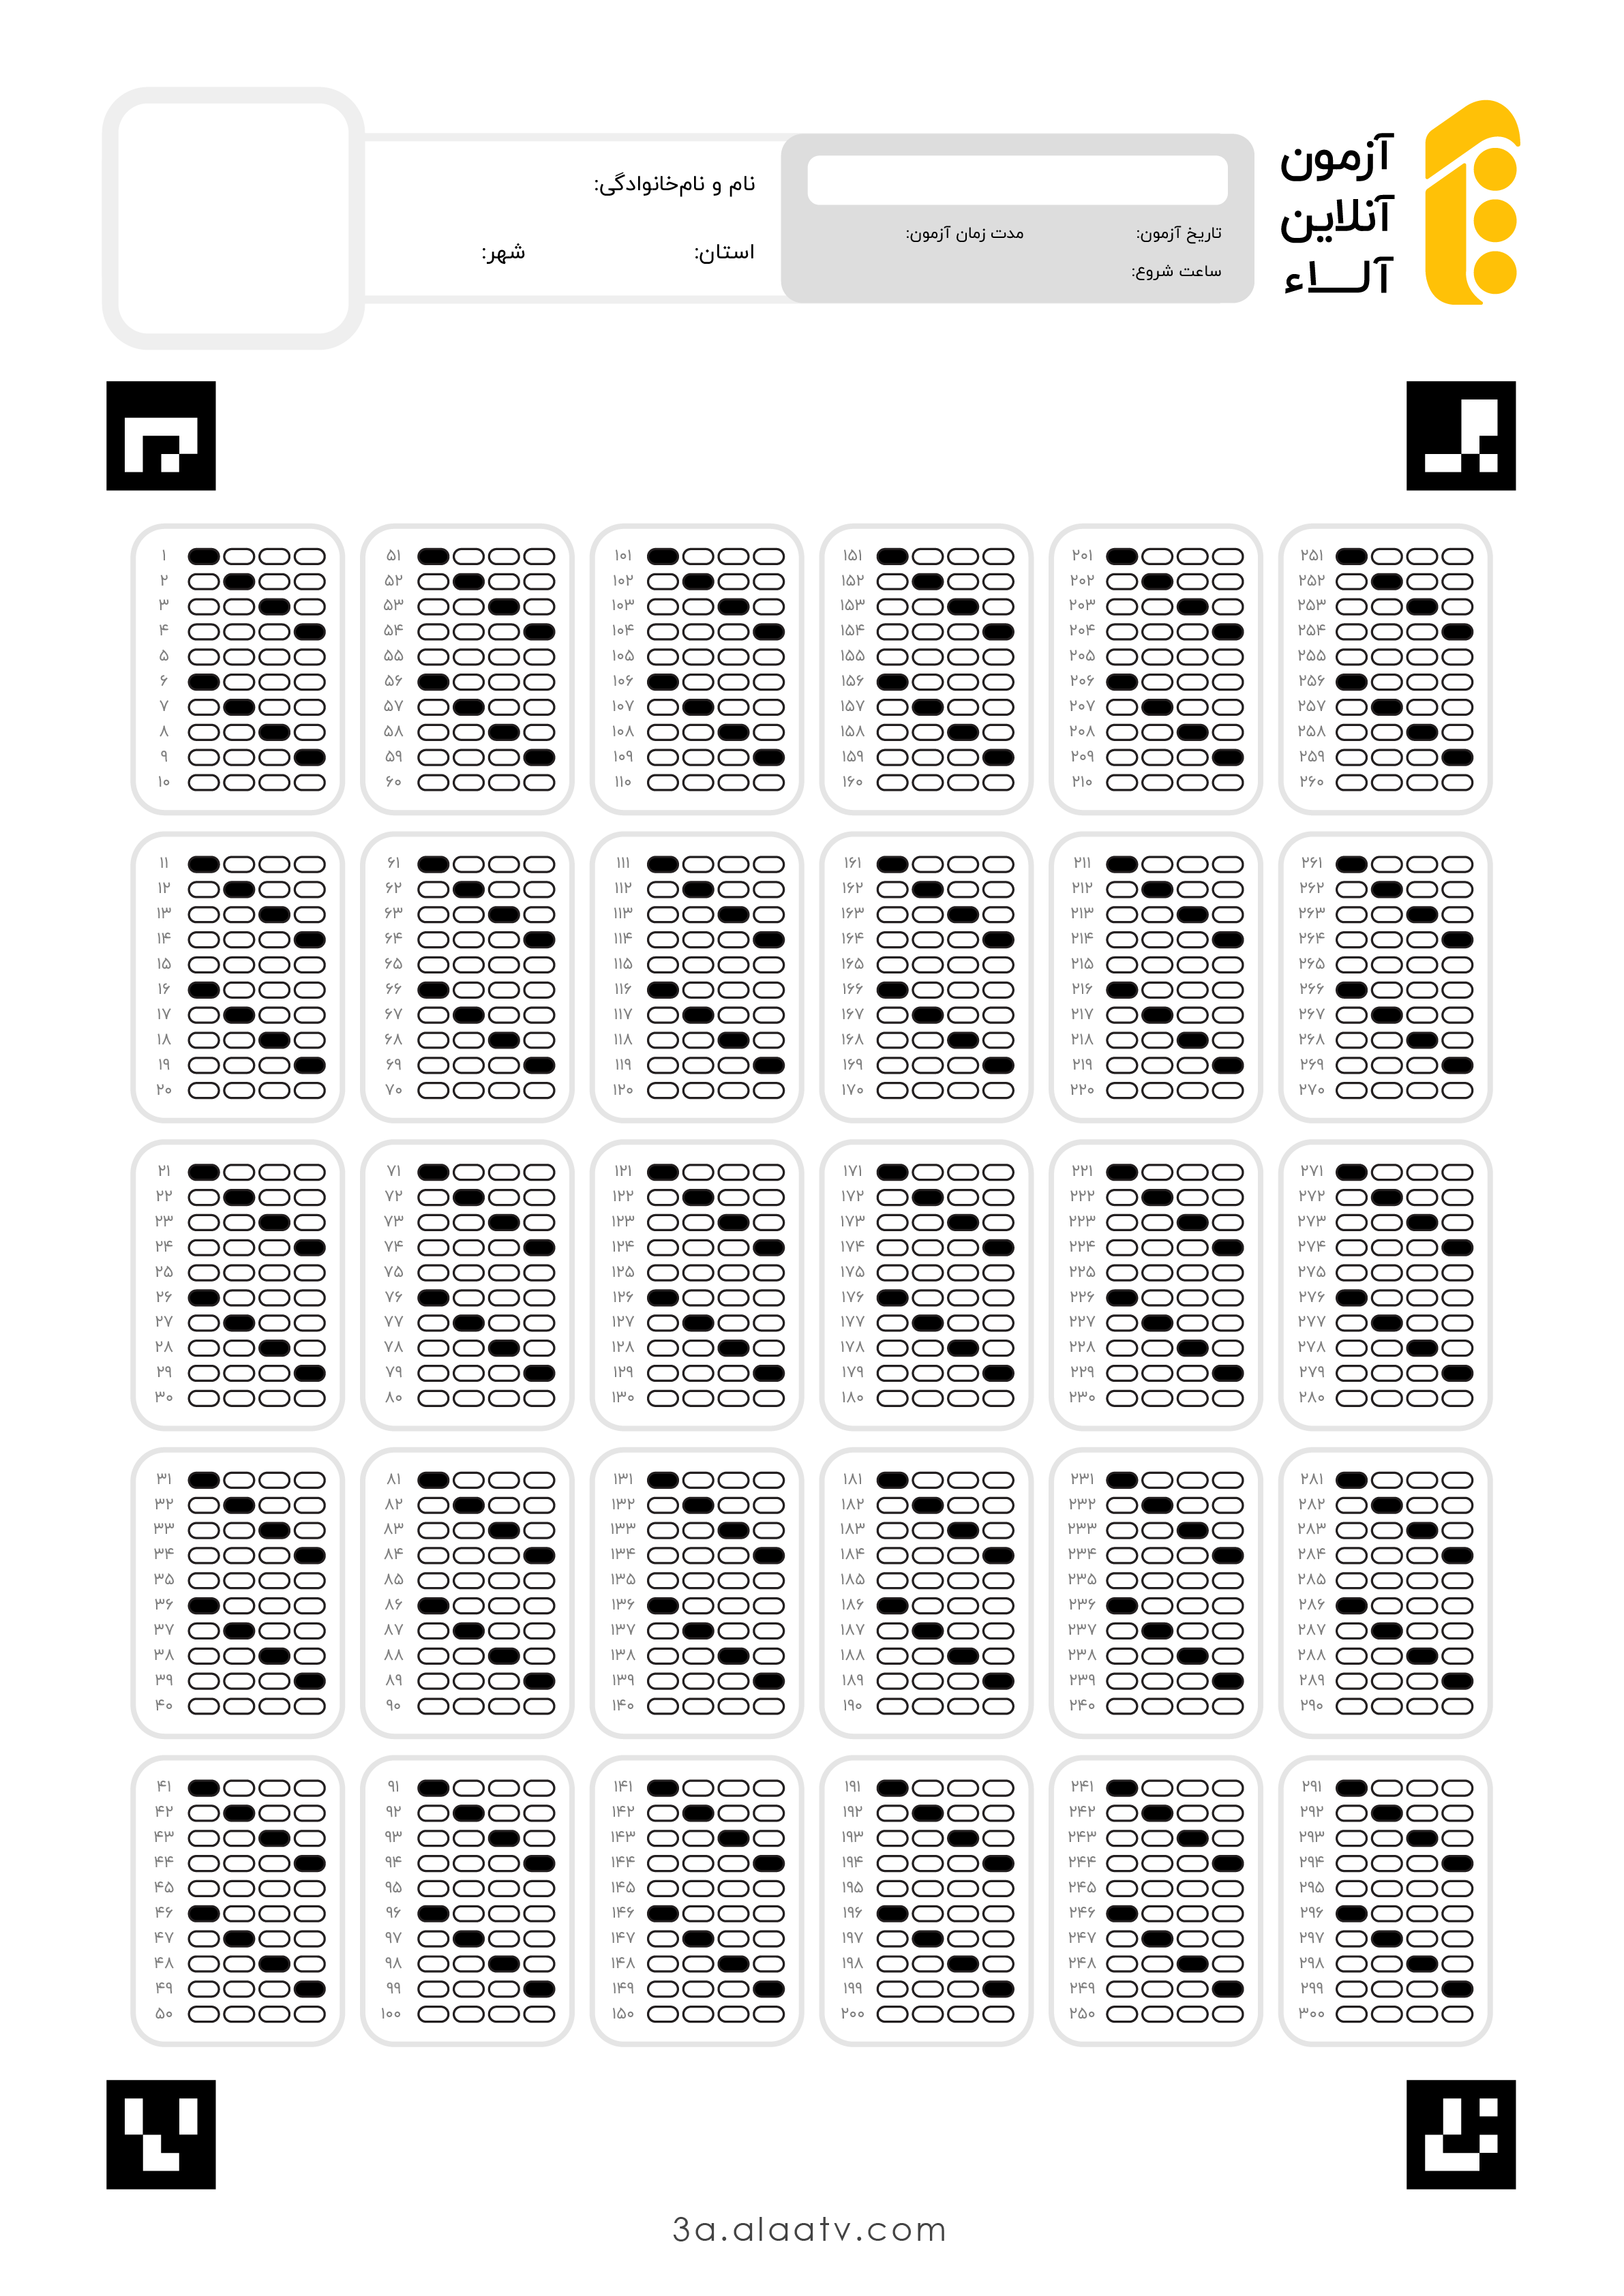 آزمون
آنلاین
آلاء
تاریخ آزمون:
مدت زمان آزمون:
ساعت شروع:
نام و نام‌خانوادگی:
استان:
شهر:
۱ ۵۱ ۱۰۱ ۱۵۱ ۲۰۱ ۲۵۱
۲ ۵۲ ۱۰۲ ۱۵۲ ۲۰۲ ۲۵۲
۳ ۵۳ ۱۰۳ ۱۵۳ ۲۰۳ ۲۵۳
۴ ۵۴ ۱۰۴ ۱۵۴ ۲۰۴ ۲۵۴
۵ ۵۵ ۱۰۵ ۱۵۵ ۲۰۵ ۲۵۵
۶ ۵۶ ۱۰۶ ۱۵۶ ۲۰۶ ۲۵۶
۷ ۵۷ ۱۰۷ ۱۵۷ ۲۰۷ ۲۵۷
۸ ۵۸ ۱۰۸ ۱۵۸ ۲۰۸ ۲۵۸
۹ ۵۹ ۱۰۹ ۱۵۹ ۲۰۹ ۲۵۹
۱۰ ۶۰ ۱۱۰ ۱۶۰ ۲۱۰ ۲۶۰
۱۱ ۶۱ ۱۱۱ ۱۶۱ ۲۱۱ ۲۶۱
۱۲ ۶۲ ۱۱۲ ۱۶۲ ۲۱۲ ۲۶۲
۱۳ ۶۳ ۱۱۳ ۱۶۳ ۲۱۳ ۲۶۳
۱۴ ۶۴ ۱۱۴ ۱۶۴ ۲۱۴ ۲۶۴
۱۵ ۶۵ ۱۱۵ ۱۶۵ ۲۱۵ ۲۶۵
۱۶ ۶۶ ۱۱۶ ۱۶۶ ۲۱۶ ۲۶۶
۱۷ ۶۷ ۱۱۷ ۱۶۷ ۲۱۷ ۲۶۷
۱۸ ۶۸ ۱۱۸ ۱۶۸ ۲۱۸ ۲۶۸
۱۹ ۶۹ ۱۱۹ ۱۶۹ ۲۱۹ ۲۶۹
۲۰ ۷۰ ۱۲۰ ۱۷۰ ۲۲۰ ۲۷۰
۲۱ ۷۱ ۱۲۱ ۱۷۱ ۲۲۱ ۲۷۱
۲۲ ۷۲ ۱۲۲ ۱۷۲ ۲۲۲ ۲۷۲
۲۳ ۷۳ ۱۲۳ ۱۷۳ ۲۲۳ ۲۷۳
۲۴ ۷۴ ۱۲۴ ۱۷۴ ۲۲۴ ۲۷۴
۲۵ ۷۵ ۱۲۵ ۱۷۵ ۲۲۵ ۲۷۵
۲۶ ۷۶ ۱۲۶ ۱۷۶ ۲۲۶ ۲۷۶
۲۷ ۷۷ ۱۲۷ ۱۷۷ ۲۲۷ ۲۷۷
۲۸ ۷۸ ۱۲۸ ۱۷۸ ۲۲۸ ۲۷۸
۲۹ ۷۹ ۱۲۹ ۱۷۹ ۲۲۹ ۲۷۹
۳۰ ۸۰ ۱۳۰ ۱۸۰ ۲۳۰ ۲۸۰
۳۱ ۸۱ ۱۳۱ ۱۸۱ ۲۳۱ ۲۸۱
۳۲ ۸۲ ۱۳۲ ۱۸۲ ۲۳۲ ۲۸۲
۳۳ ۸۳ ۱۳۳ ۱۸۳ ۲۳۳ ۲۸۳
۳۴ ۸۴ ۱۳۴ ۱۸۴ ۲۳۴ ۲۸۴
۳۵ ۸۵ ۱۳۵ ۱۸۵ ۲۳۵ ۲۸۵
۳۶ ۸۶ ۱۳۶ ۱۸۶ ۲۳۶ ۲۸۶
۳۷ ۸۷ ۱۳۷ ۱۸۷ ۲۳۷ ۲۸۷
۳۸ ۸۸ ۱۳۸ ۱۸۸ ۲۳۸ ۲۸۸
۳۹ ۸۹ ۱۳۹ ۱۸۹ ۲۳۹ ۲۸۹
۴۰ ۹۰ ۱۴۰ ۱۹۰ ۲۴۰ ۲۹۰
۴۱ ۹۱ ۱۴۱ ۱۹۱ ۲۴۱ ۲۹۱
۴۲ ۹۲ ۱۴۲ ۱۹۲ ۲۴۲ ۲۹۲
۴۳ ۹۳ ۱۴۳ ۱۹۳ ۲۴۳ ۲۹۳
۴۴ ۹۴ ۱۴۴ ۱۹۴ ۲۴۴ ۲۹۴
۴۵ ۹۵ ۱۴۵ ۱۹۵ ۲۴۵ ۲۹۵
۴۶ ۹۶ ۱۴۶ ۱۹۶ ۲۴۶ ۲۹۶
۴۷ ۹۷ ۱۴۷ ۱۹۷ ۲۴۷ ۲۹۷
۴۸ ۹۸ ۱۴۸ ۱۹۸ ۲۴۸ ۲۹۸
۴۹ ۹۹ ۱۴۹ ۱۹۹ ۲۴۹ ۲۹۹
۵۰ ۱۰۰ ۱۵۰ ۲۰۰ ۲۵۰ ۳۰۰
3a.alaatv.com